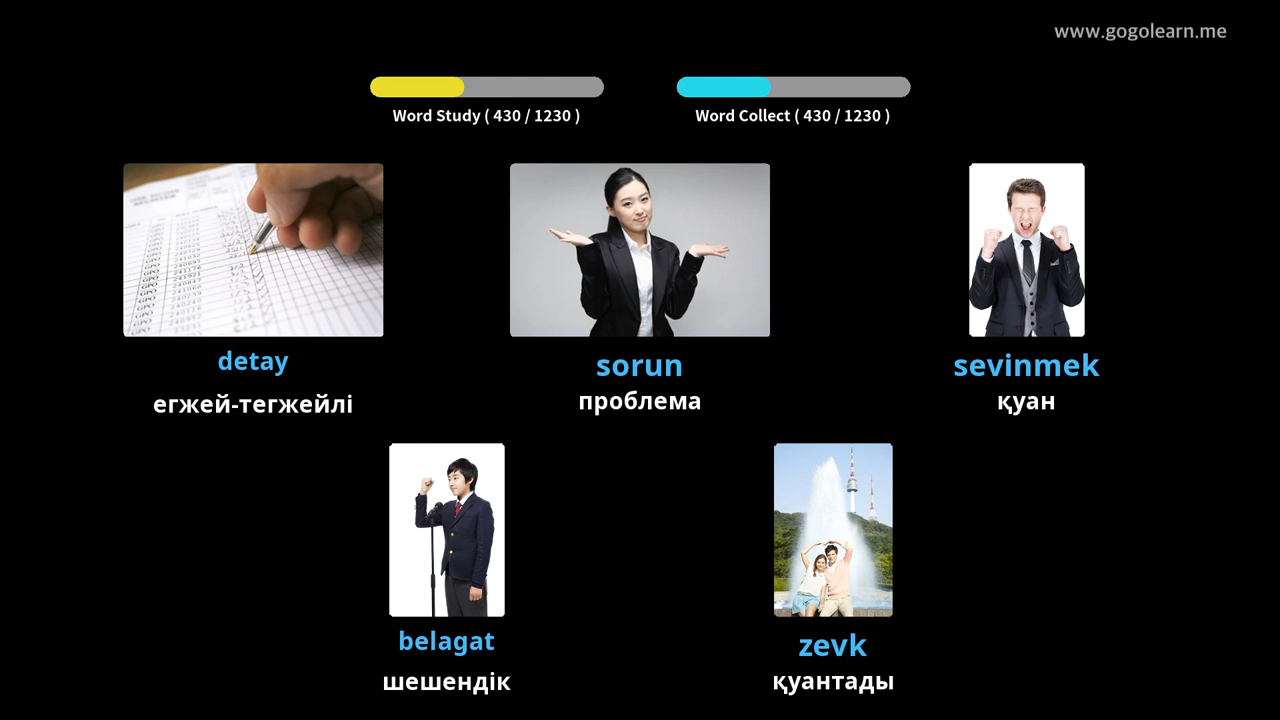 www.gogolearn.me
Word Study ( 430 / 1230 )
Word Collect ( 430 / 1230 )
detay
егжей-тегжейлі
sorun
проблема
sevinmek
қуан
belagat
шешендік
zevk
қуантады